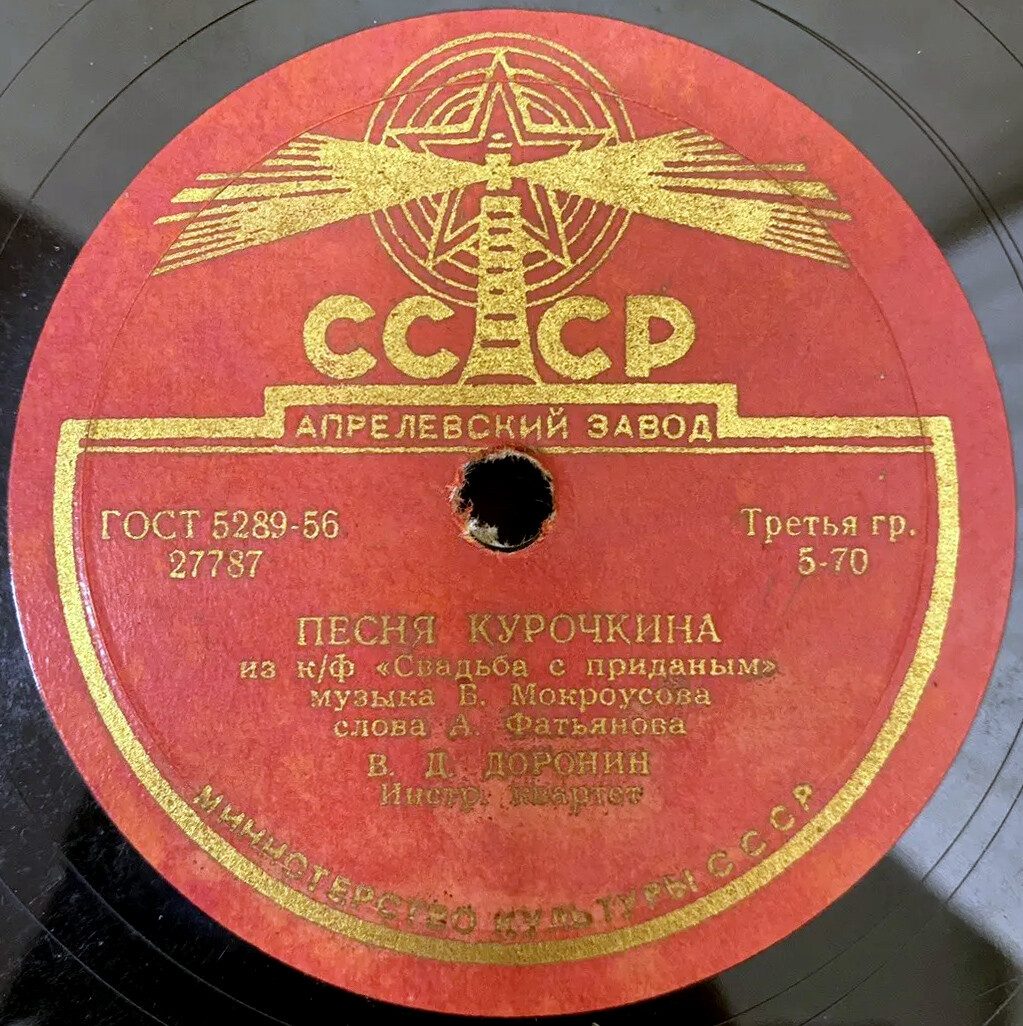 СССР
АПРЕЛЕВСКИЙ ЗАВОД
ГОСТ 5289-56
27787
Третья гр.
5-70
ПЕСНЯ КУРОЧКИНА
из к/ф «Свадьба с приданым»
музыка Б. Мокроусова
слова А. Фатьянова
В. Д. ДОРОНИН
Инстр. квартет
МИНИСТЕРСТВО КУЛЬТУРЫ СССР